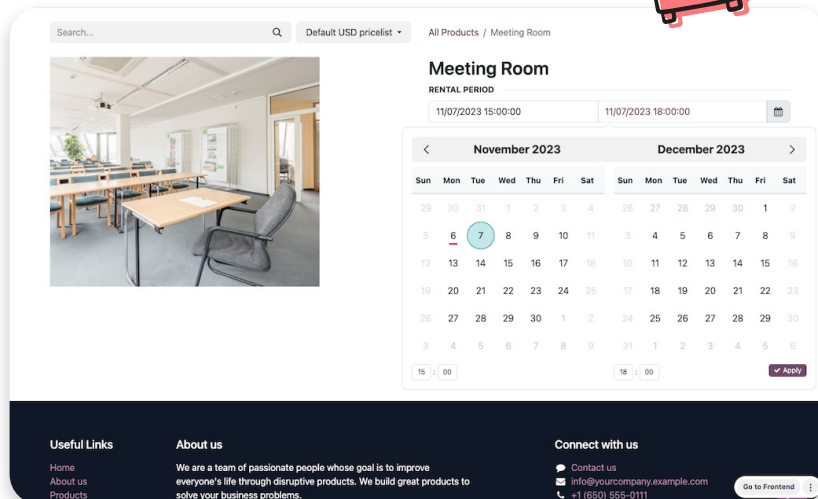 Search...
Default USD pricelist
All Products / Meeting Room
Meeting Room
RENTAL PERIOD
11/07/2023 15:00:00
11/07/2023 18:00:00
November 2023
Sun Mon Tue Wed Thu Fri Sat
29 30 31 1 2 3 4
5 6 7 8 9 10 11
12 13 14 15 16 17 18
19 20 21 22 23 24 25
26 27 28 29 30 1 2
3 4 5 6 7 8 9
15 : 00
December 2023
Sun Mon Tue Wed Thu Fri Sat
26 27 28 29 30 1 2
3 4 5 6 7 8 9
10 11 12 13 14 15 16
17 18 19 20 21 22 23
24 25 26 27 28 29 30
31 1 2 3 4 5 6
18 : 00
Apply
Useful Links
Home
About us
Products
About us
We are a team of passionate people whose goal is to improve
everyone's life through disruptive products. We build great products to
solve your business problems.
Connect with us
Contact us
info@yourcompany.example.com
+1 (650) 555-0111
Go to Frontend